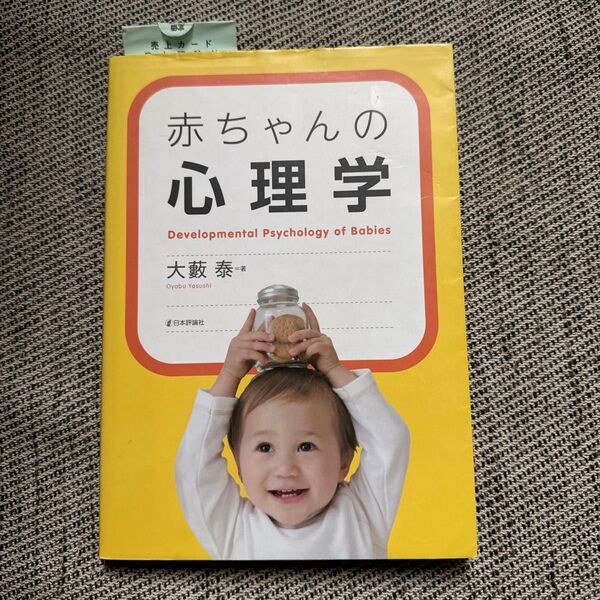 売上カード
赤ちゃんの
心理学
Developmental Psychology of Babies
大藪 泰 著
Oyabu Yasushi
日本評論社